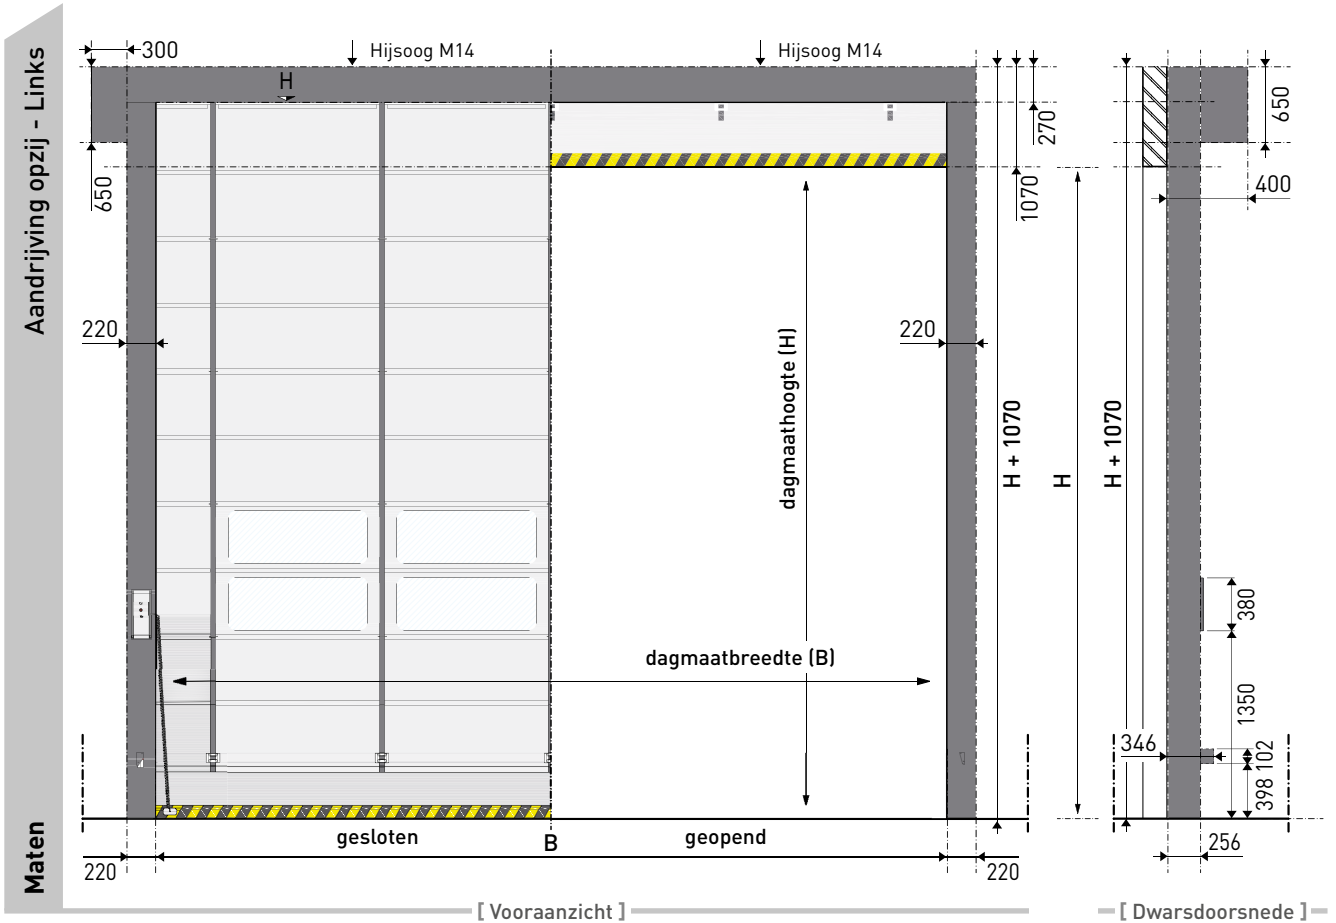 Aandrijving opzij - Links
Maten
300
Hijsoog M14
Hijsoog M14
H
650
270
1070
650
400
220
220
dagmaathoogte (H)
H + 1070
H
H + 1070
dagmaatbreedte (B)
380
1350
346
102
398
gesloten
B
geopend
256
220
220
[ Vooraanzicht ]
[ Dwarsdoorsnede ]